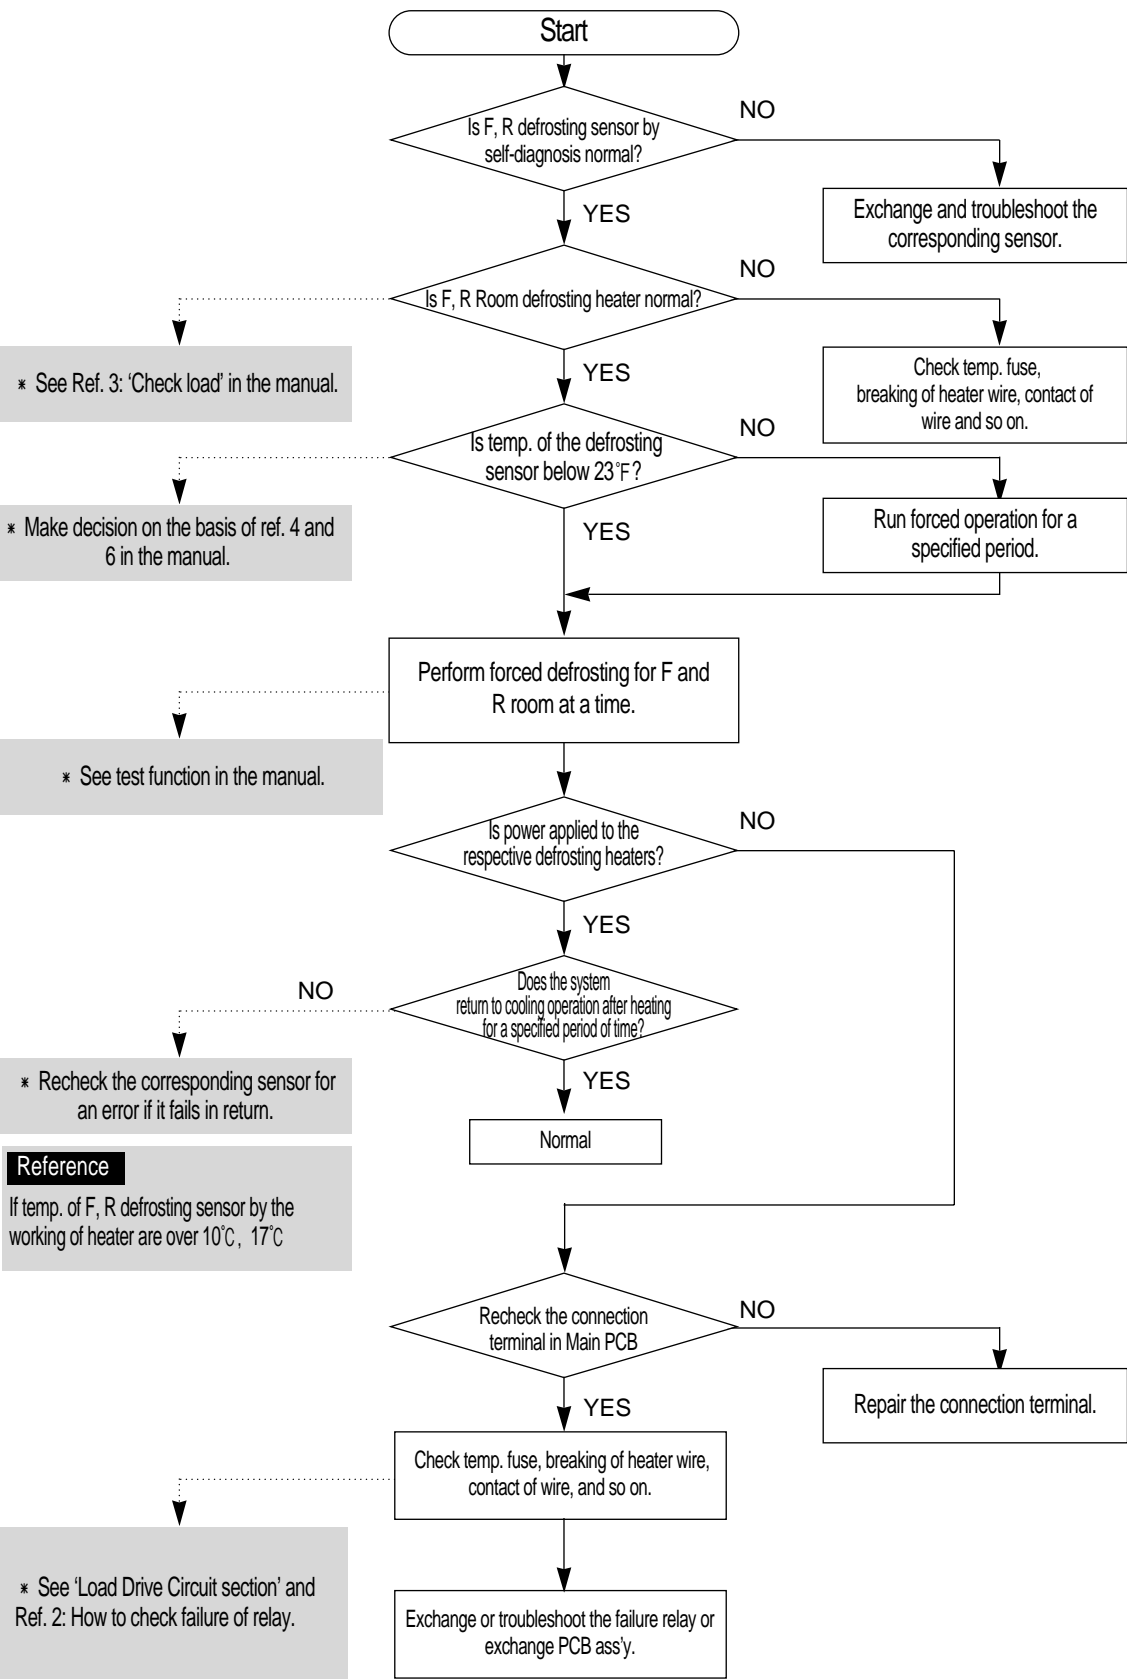 Start
Is F, R defrosting sensor by
self-diagnosis normal?
NO
YES
Exchange and troubleshoot the
corresponding sensor.
Is F, R Room defrosting heater normal?
NO
YES
* See Ref. 3: ‘Check load’ in the manual.
Check temp. fuse,
breaking of heater wire, contact of
wire and so on.
Is temp. of the defrosting
sensor below 23°F?
NO
YES
* Make decision on the basis of ref. 4 and
6 in the manual.
Run forced operation for a
specified period.
Perform forced defrosting for F and
R room at a time.
* See test function in the manual.
Is power applied to the
respective defrosting heaters?
NO
YES
Does the system
return to cooling operation after heating
for a specified period of time?
NO
YES
* Recheck the corresponding sensor for
an error if it fails in return.
Normal
Reference
If temp. of F, R defrosting sensor by the
working of heater are over 10°C, 17°C
Recheck the connection
terminal in Main PCB
NO
YES
Repair the connection terminal.
Check temp. fuse, breaking of heater wire,
contact of wire, and so on.
* See ‘Load Drive Circuit section’ and
Ref. 2: How to check failure of relay.
Exchange or troubleshoot the failure relay or
exchange PCB ass'y.